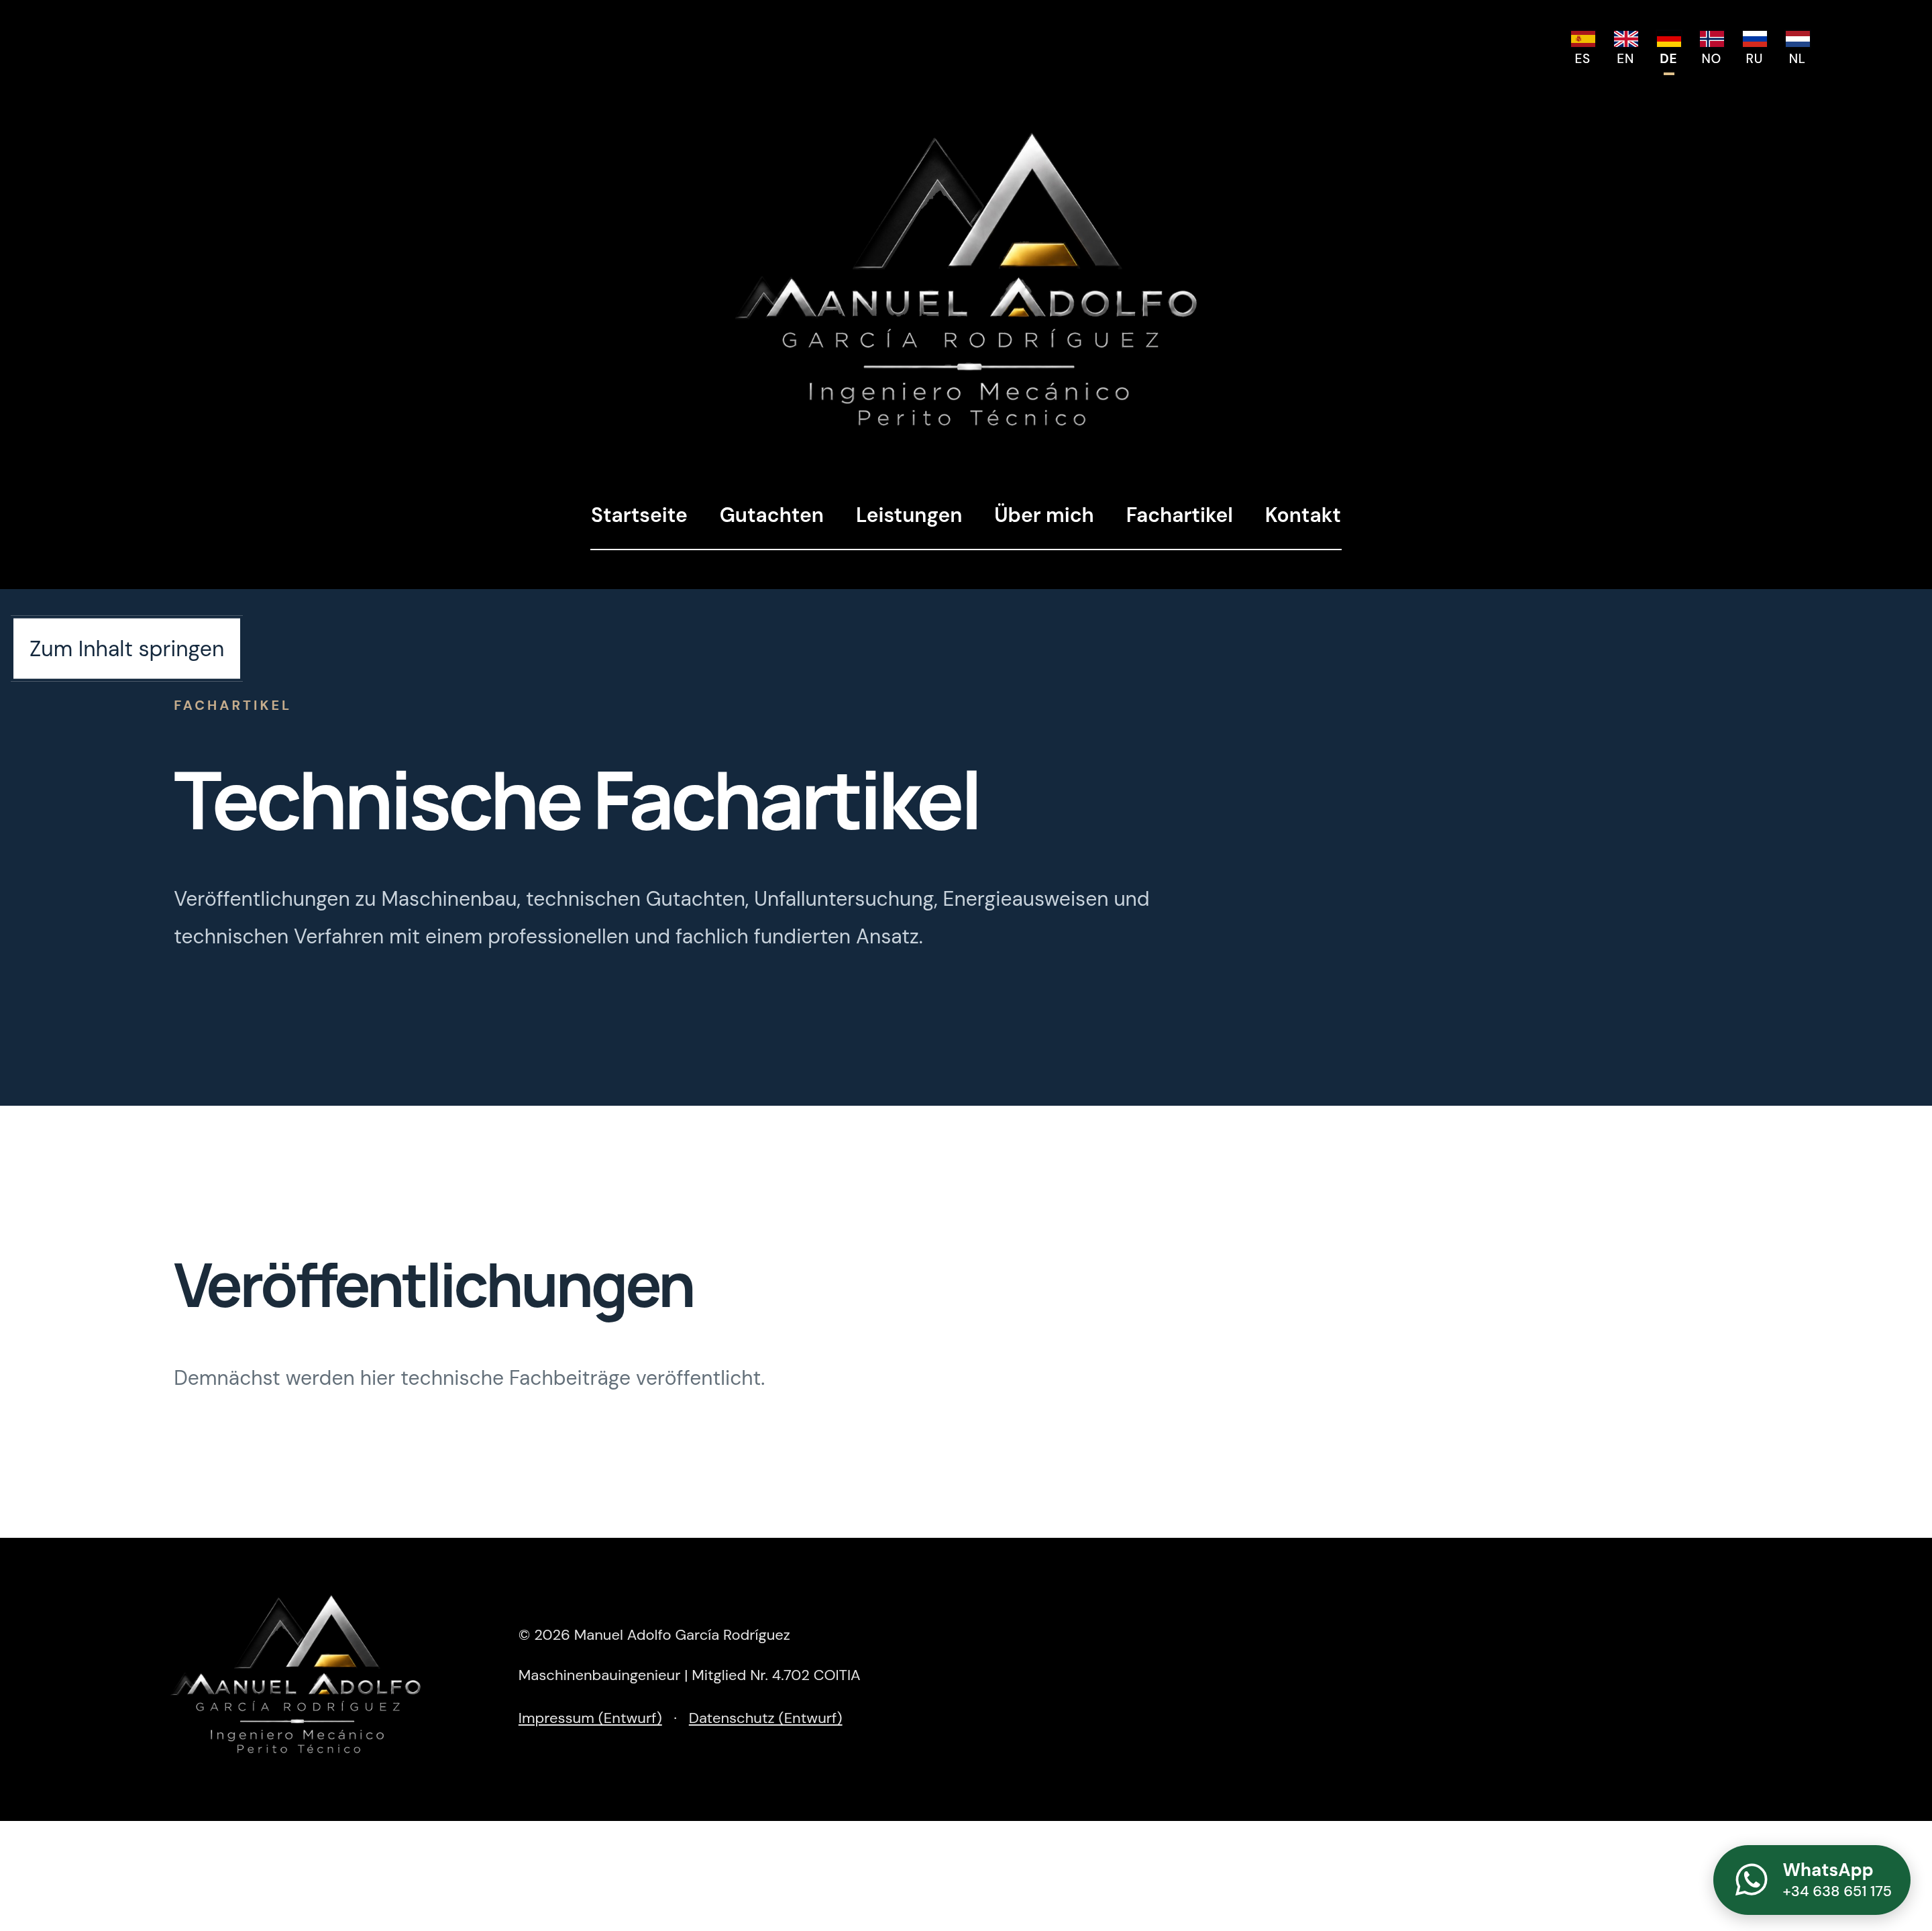 ES EN DE NO RU NL
MANUEL ADOLFO
GARCÍA RODRÍGUEZ
Ingeniero Mecánico
Perito Técnico
Startseite Gutachten Leistungen Über mich Fachartikel Kontakt
Zum Inhalt springen
FACHARTIKEL
Technische Fachartikel
Veröffentlichungen zu Maschinenbau, technischen Gutachten, Unfalluntersuchung, Energieausweisen und
technischen Verfahren mit einem professionellen und fachlich fundierten Ansatz.
Veröffentlichungen
Demnächst werden hier technische Fachbeiträge veröffentlicht.
MANUEL ADOLFO
GARCÍA RODRÍGUEZ
Ingeniero Mecánico
Perito Técnico
© 2026 Manuel Adolfo García Rodríguez
Maschinenbauingenieur | Mitglied Nr. 4.702 COITIA
Impressum (Entwurf) · Datenschutz (Entwurf)
WhatsApp
+34 638 651 175